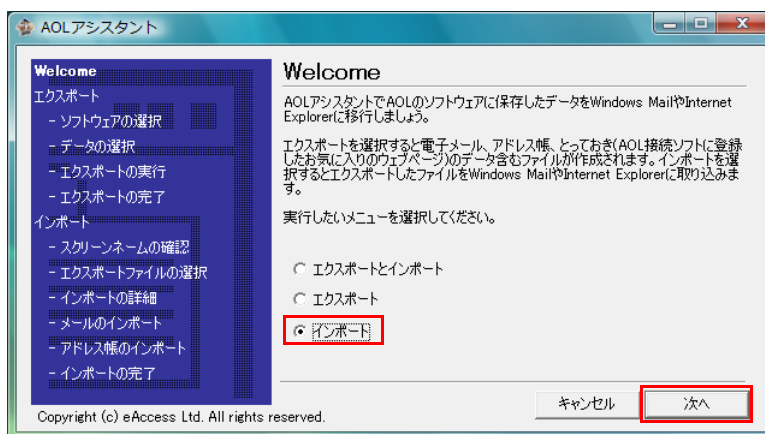 AOLアシスタント
Welcome
エクスポート
- ソフトウェアの選択
- データの選択
- エクスポートの実行
- エクスポートの完了
インポート
- スクリーンネームの確認
- エクスポートファイルの選択
- インポートの詳細
- メールのインポート
- アドレス帳のインポート
- インポートの完了
Welcome
AOLアシスタントでAOLのソフトウェアに保存したデータをWindows MailやInternet
Explorerに移行しましょう。
エクスポートを選択すると電子メール、アドレス帳、とっておき(AOL接続ソフトに登録
したお気に入りのウェブページ)のデータ含むファイルが作成されます。インポートを選
択するとエクスポートしたファイルをWindows MailやInternet Explorerに取り込みま
す。
実行したいメニューを選択してください。
エクスポートとインポート
エクスポート
インポート
キャンセル
次へ
Copyright (c) eAccess Ltd. All rights reserved.